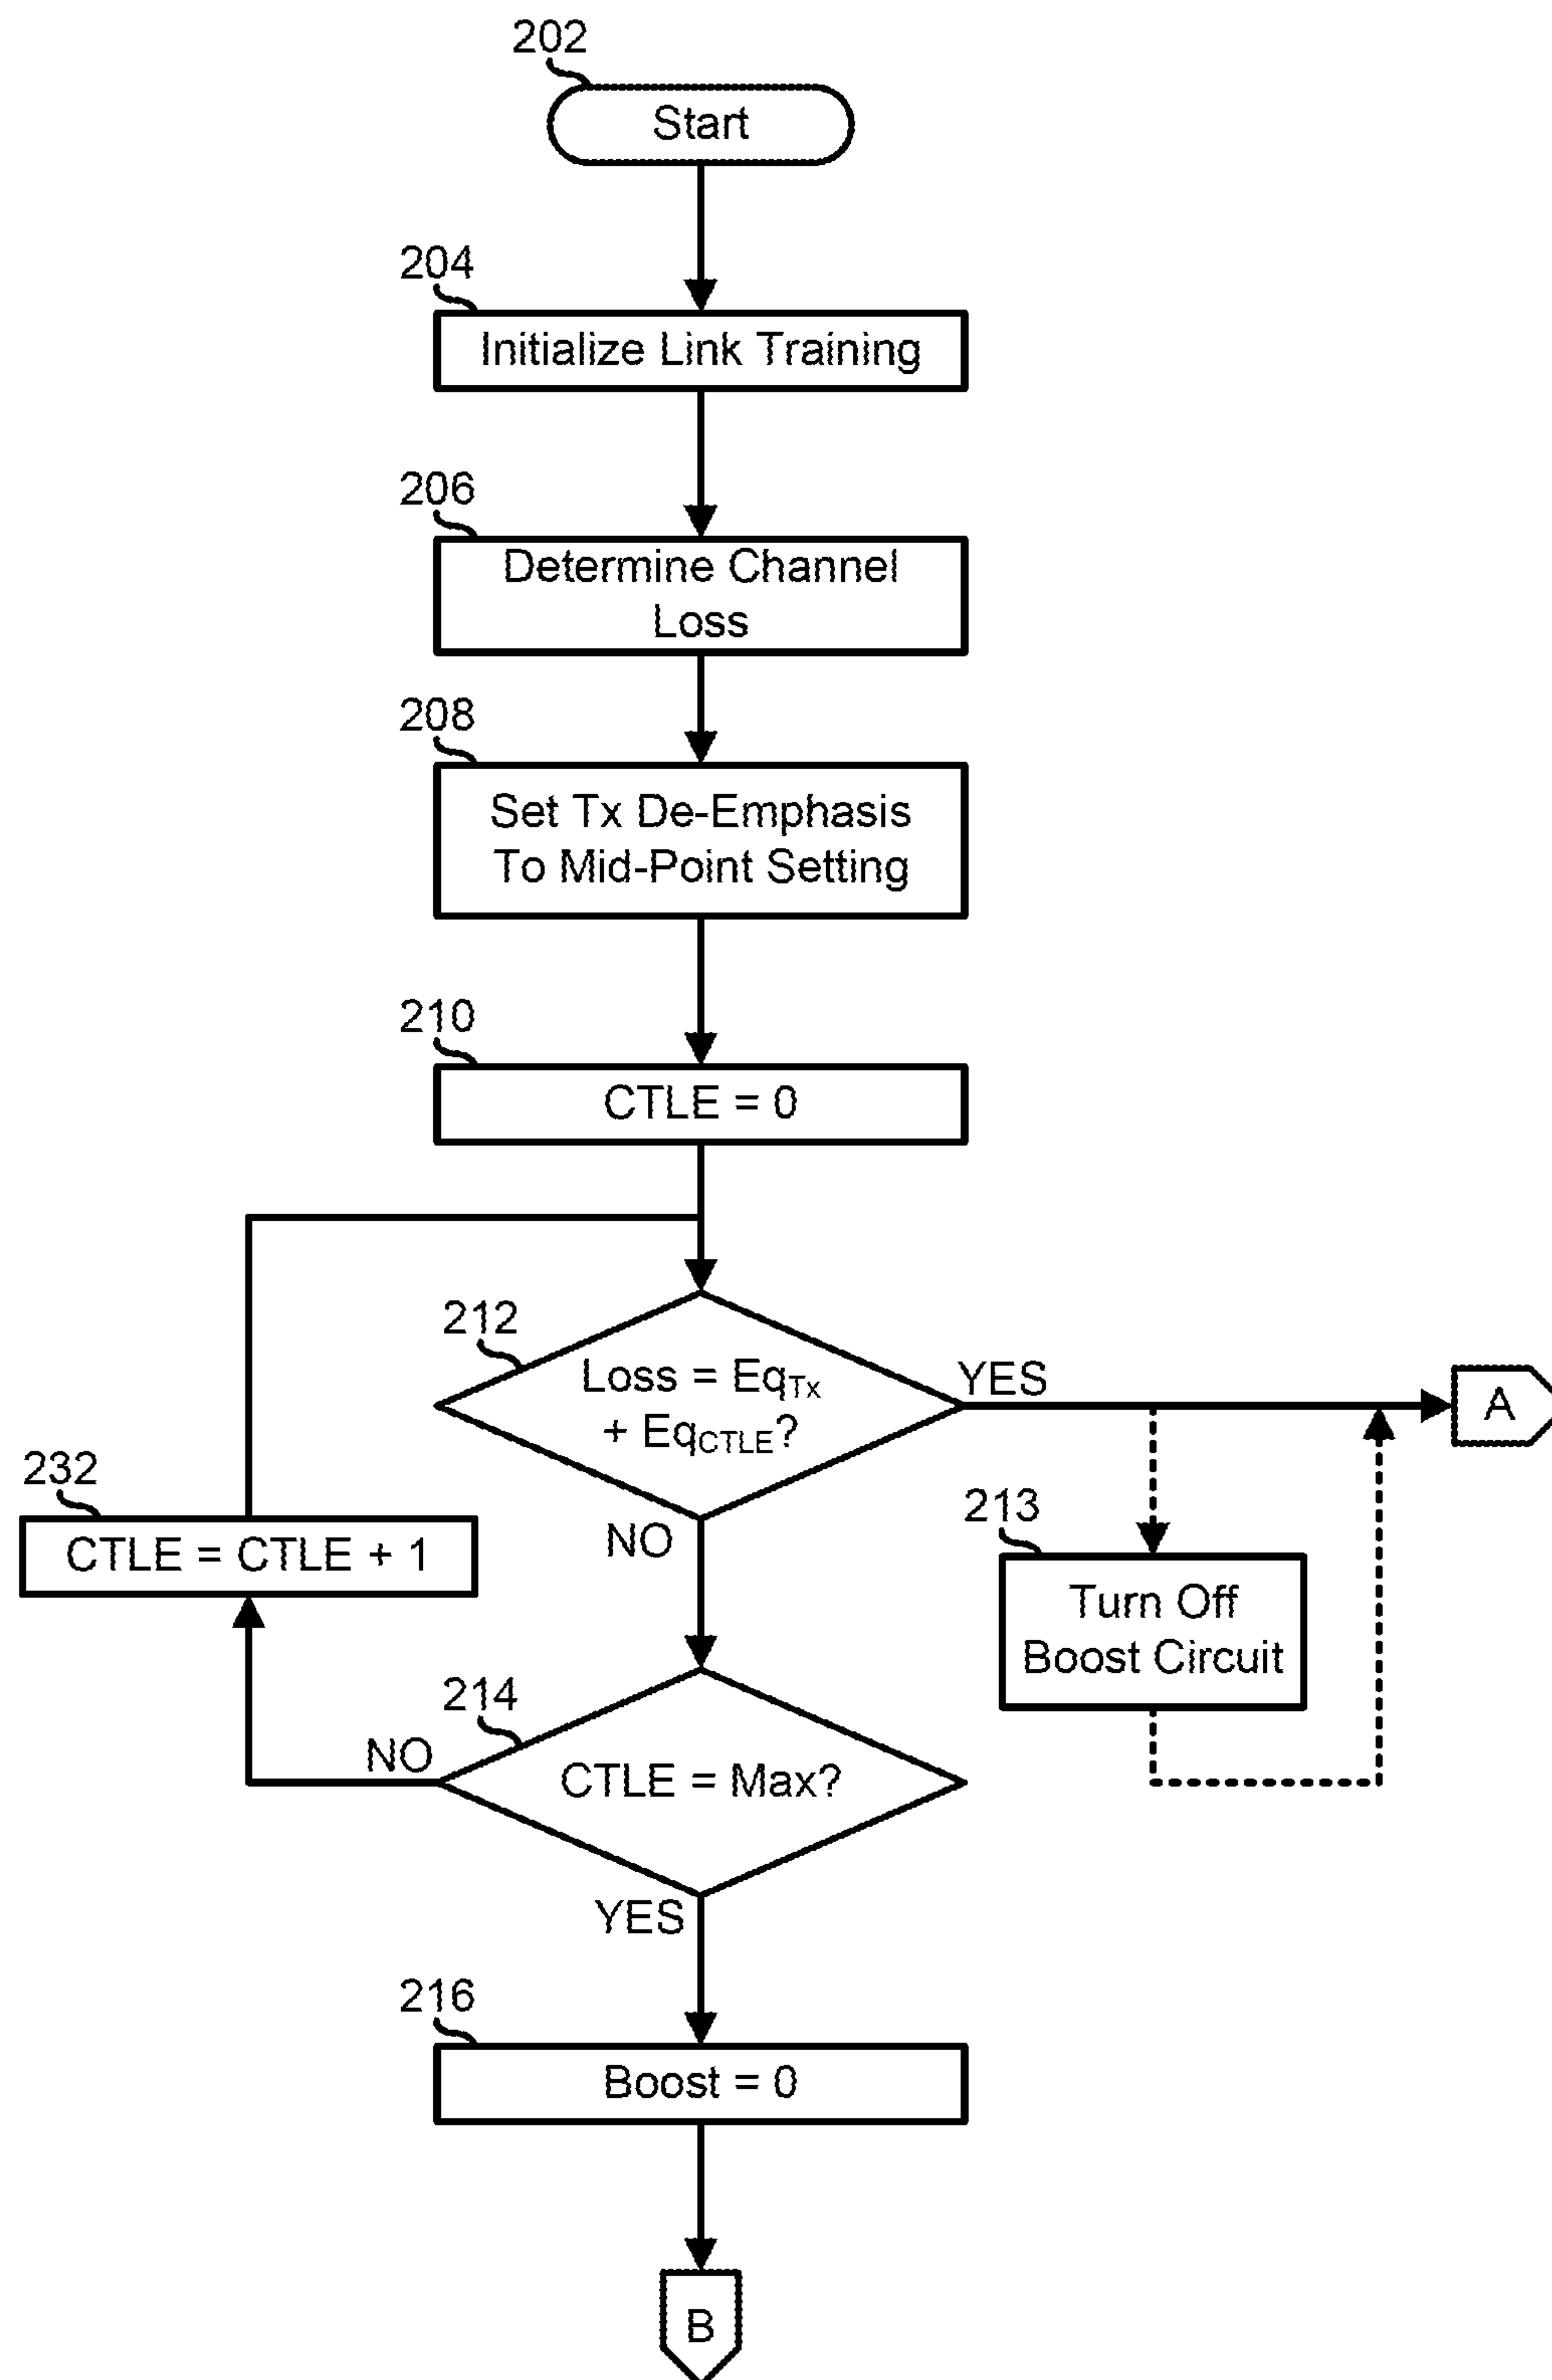 202
Start
204
Initialize Link Training
206
Determine Channel
Loss
208
Set Tx De-Emphasis
To Mid-Point Setting
210
CTLE = 0
212
Loss = EqTx
+ EqCTLE?
YES
A
NO
232
CTLE = CTLE + 1
213
Turn Off
Boost Circuit
214
NO
CTLE = Max?
YES
216
Boost = 0
B